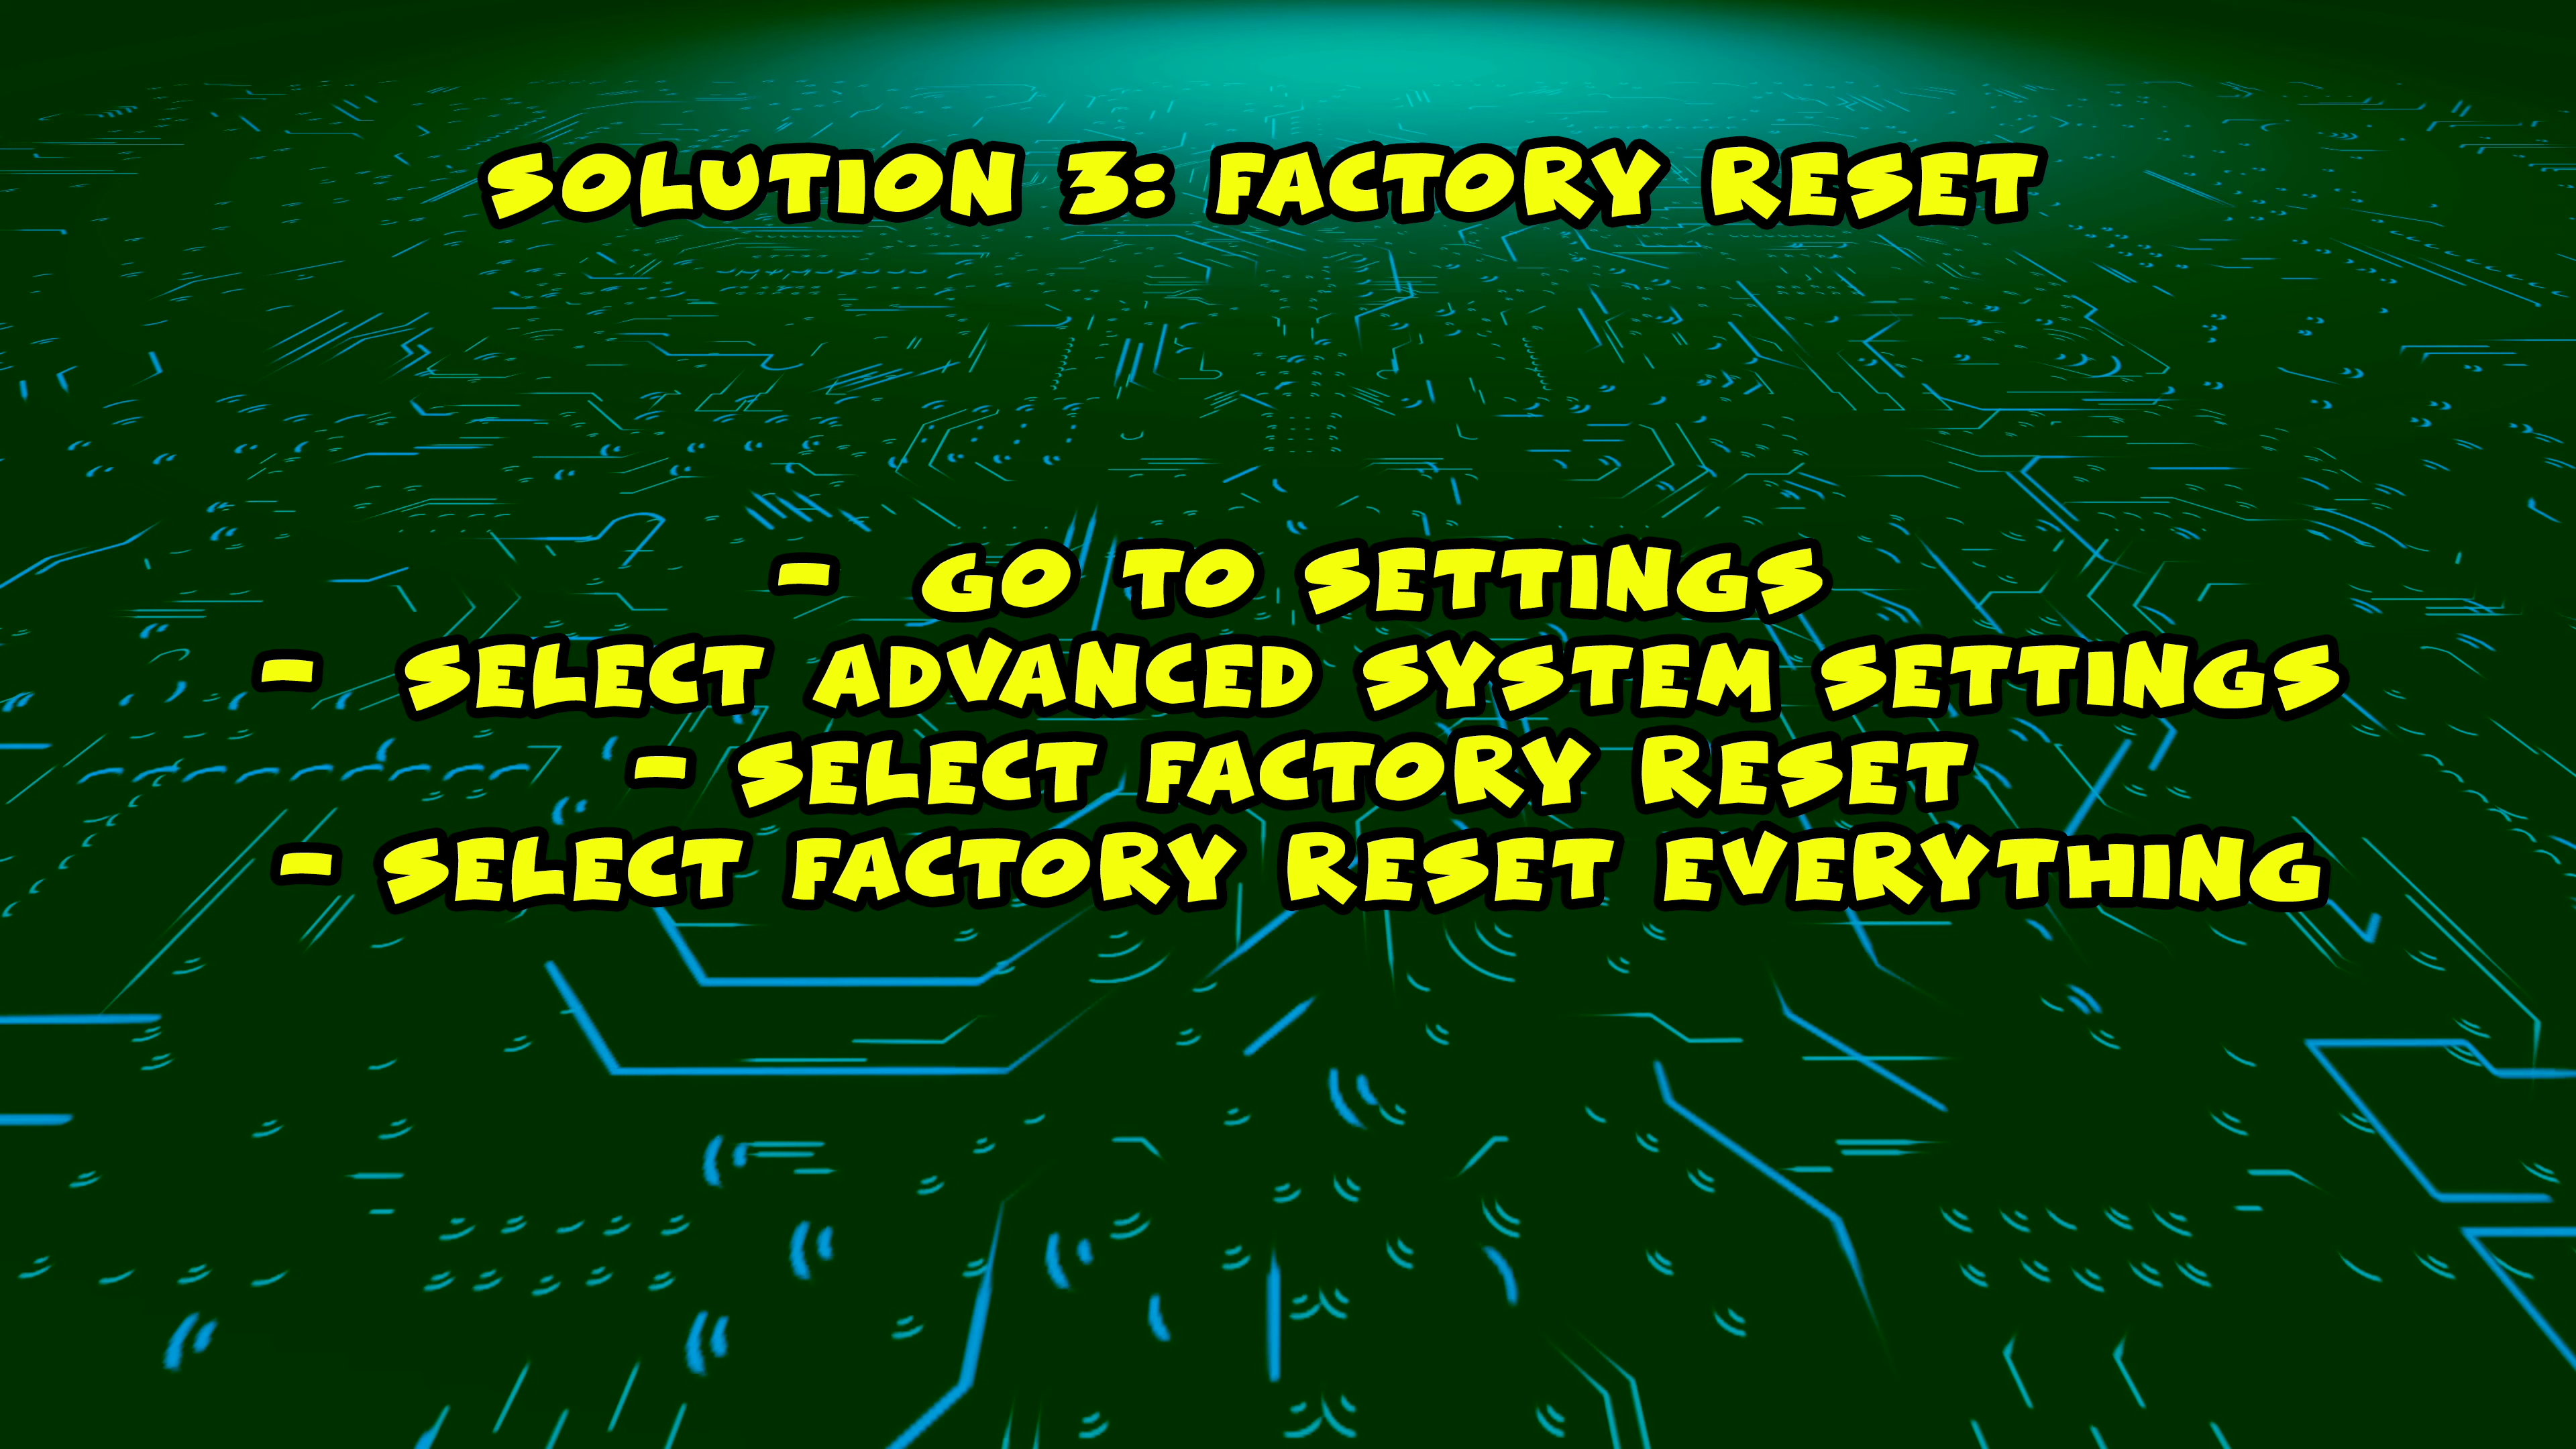 SOLUTION 3: FACTORY RESET
- GO TO SETTINGS
- SELECT ADVANCED SYSTEM SETTINGS
- SELECT FACTORY RESET
- SELECT FACTORY RESET EVERYTHING